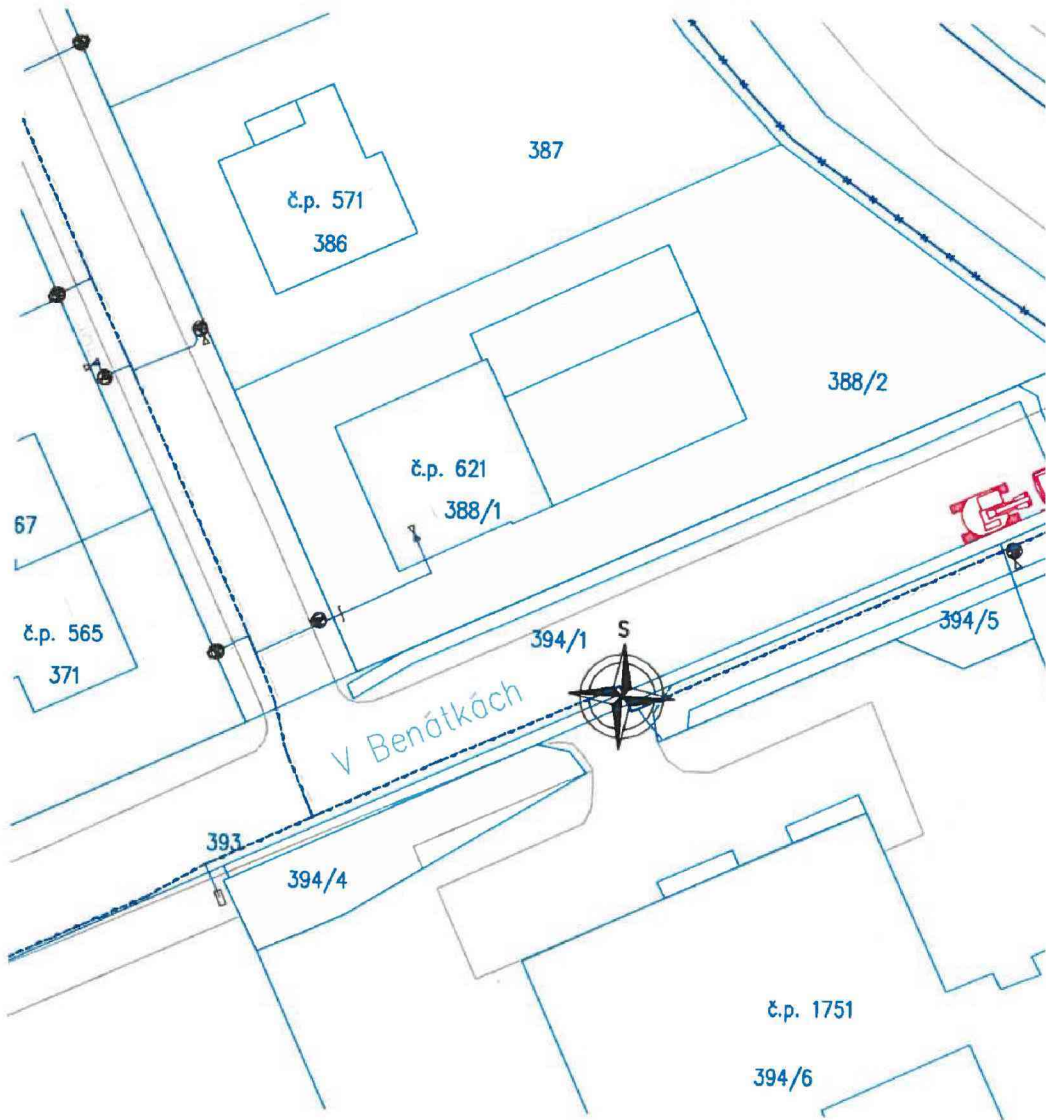 387
č.p. 571
386
388/2
č.p. 621
388/1
67
č.p. 565
371
394/1
S
394/5
V Benátkách
393
394/4
č.p. 1751
394/6